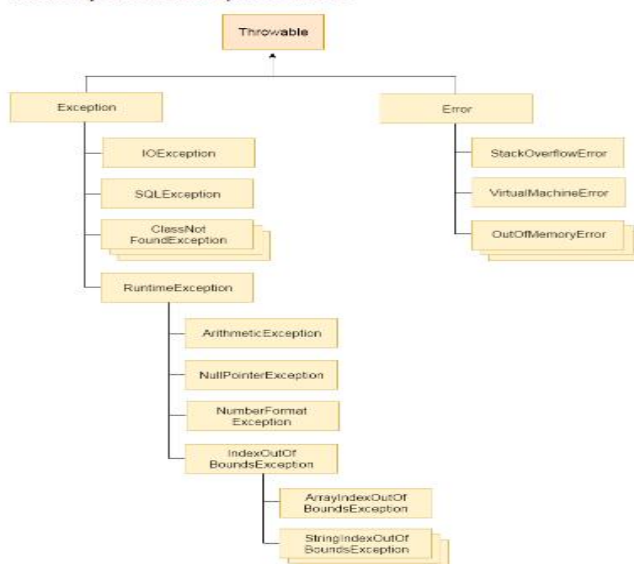 Throwable
Exception
Error
IOException
StackOverflowError
SQLException
VirtualMachineError
ClassNot
FoundException
OutOfMemoryError
RuntimeException
ArithmeticException
NullPointerException
NumberFormat
Exception
IndexOutOf
BoundsException
ArrayIndexOutOf
BoundsException
StringIndexOutOf
BoundsException